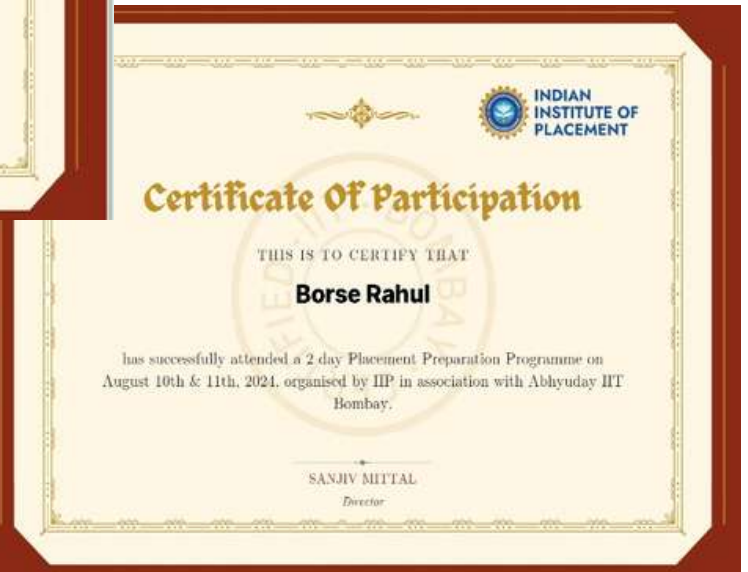 INDIAN
INSTITUTE OF
PLACEMENT
Certificate Of Participation
THIS IS TO CERTIFY THAT
Borse Rahul
has successfully attended a 2 day Placement Preparation Programme on
August 10th & 11th, 2024, organised by IIP in association with Abhyuday IIT
Bombay.
SANJIV MITTAL
Director